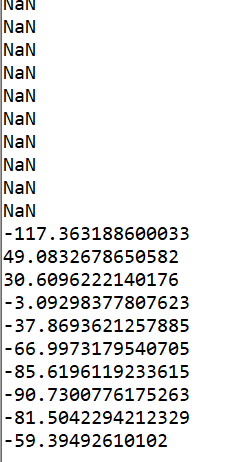 NaN
NaN
NaN
NaN
NaN
NaN
NaN
NaN
NaN
NaN
-117.363188600033
49.0832678650582
30.6096222140176
-3.09298377807623
-37.8693621257885
-66.9973179540705
-85.6196119233615
-90.7300776175263
-81.5042294212329
-59.39492610102